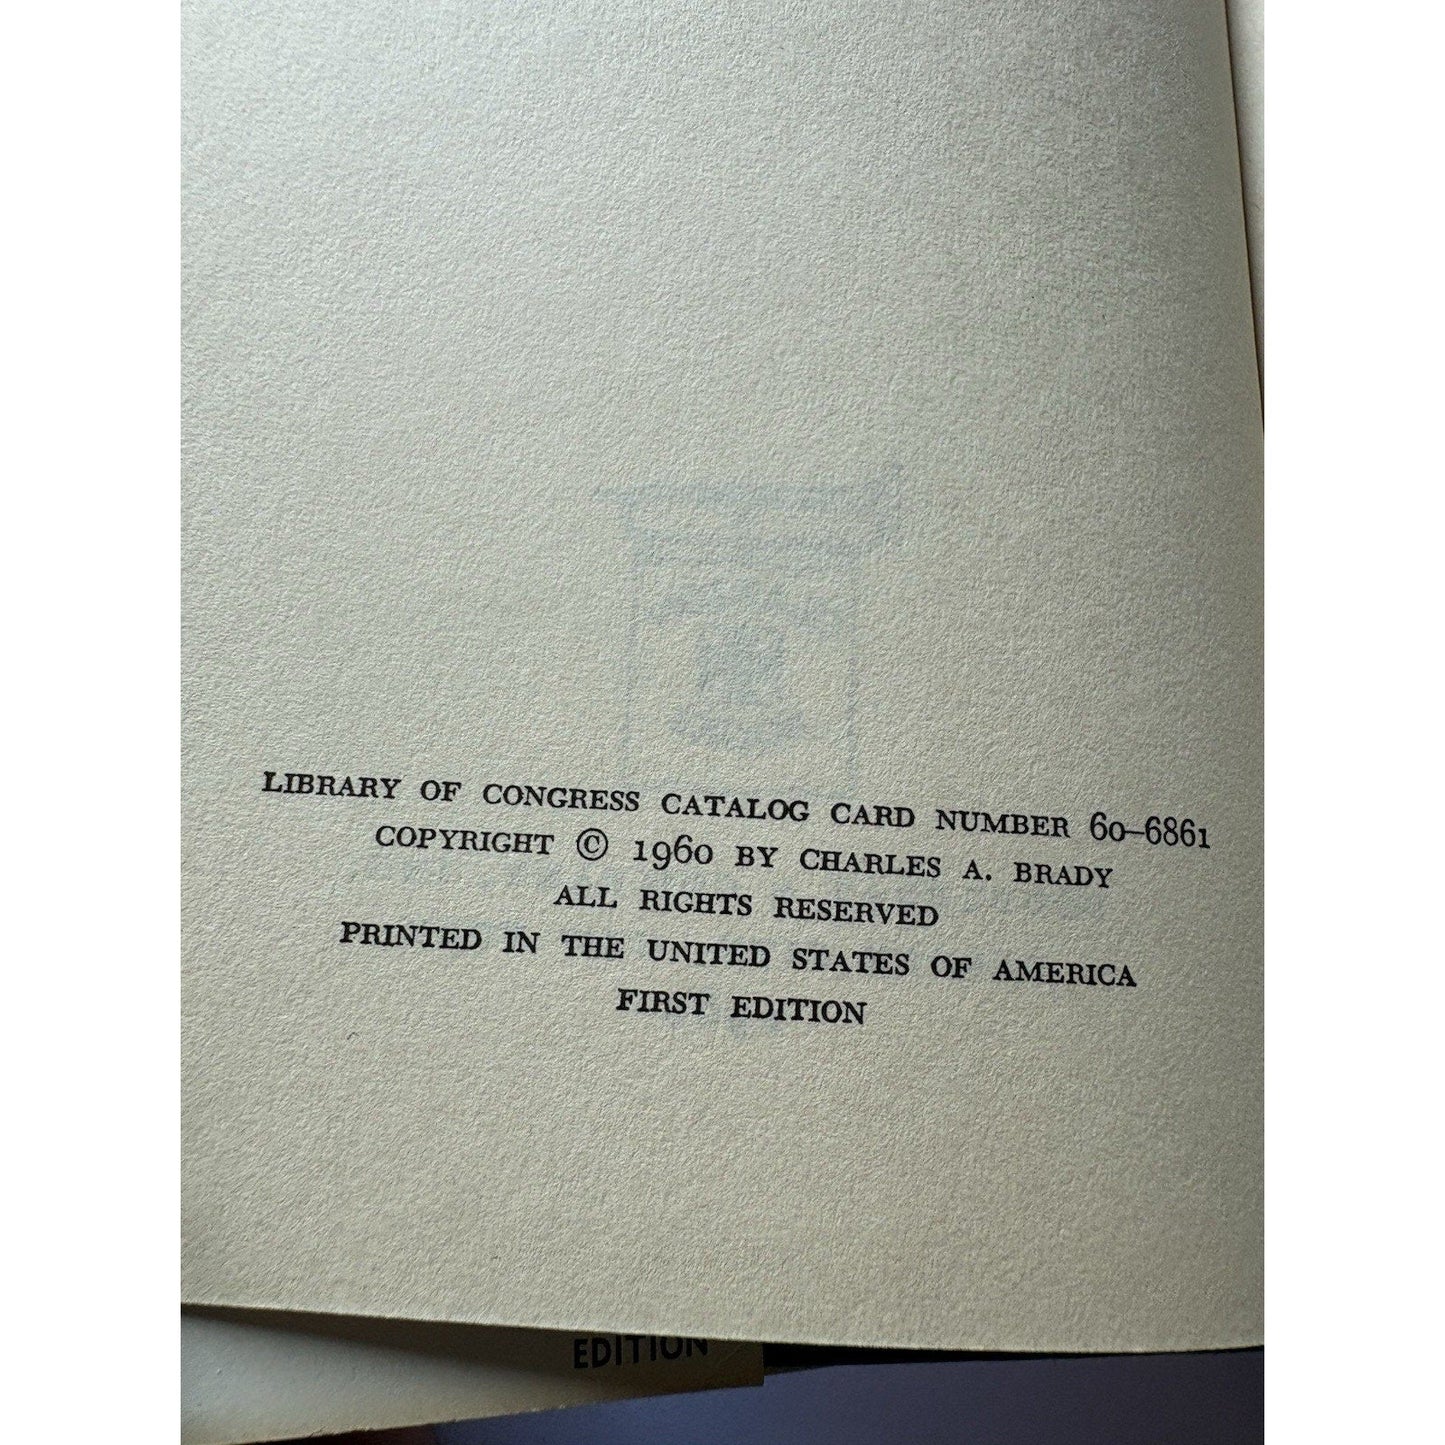 LIBRARY OF CONGRESS CATALOG CARD NUMBER 60–6861
COPYRIGHT © 1960 BY CHARLES A. BRADY
ALL RIGHTS RESERVED
PRINTED IN THE UNITED STATES OF AMERICA
FIRST EDITION
EDITION